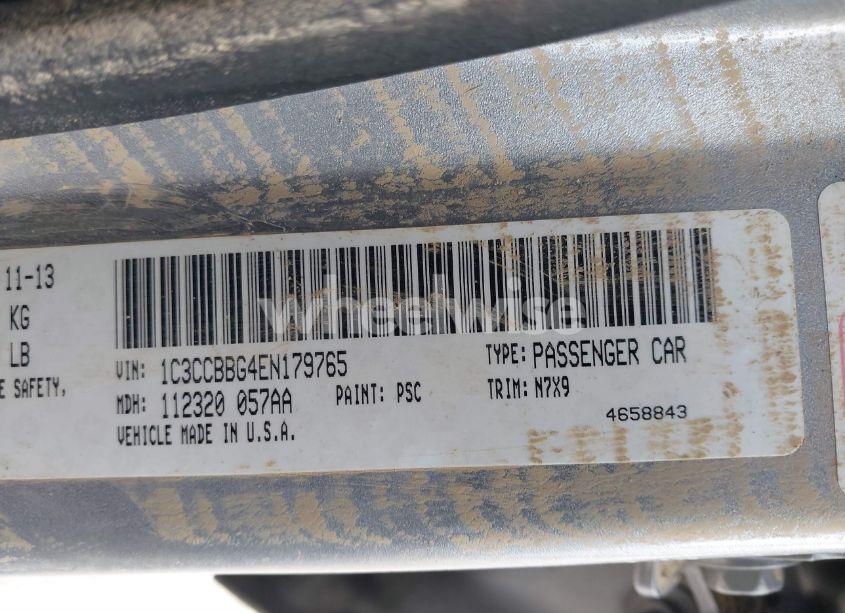 11-13
KG
LB
E SAFETY,
wheelwise
VIN: 1C3CCBBG4EN179765
TYPE: PASSENGER CAR
MDH: 112320 057AA
PAINT: PSC
TRIM: N7X9
VEHICLE MADE IN U.S.A.
4658843